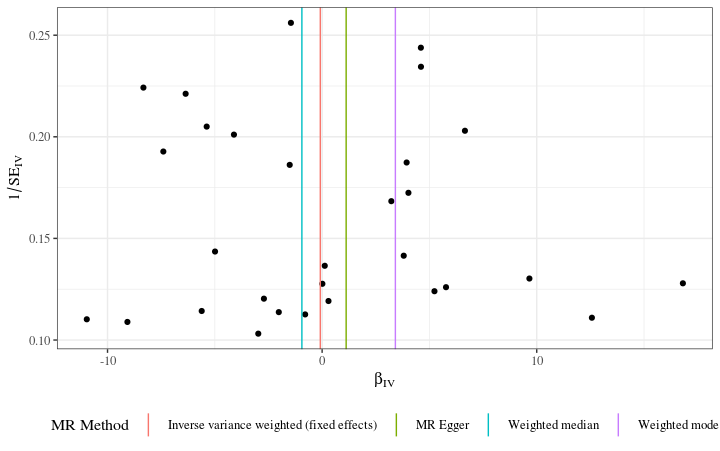 0.25
0.20
0.15
0.10
1/SE_IV
-10 0 10
β_IV
MR Method Inverse variance weighted (fixed effects) MR Egger Weighted median Weighted mode